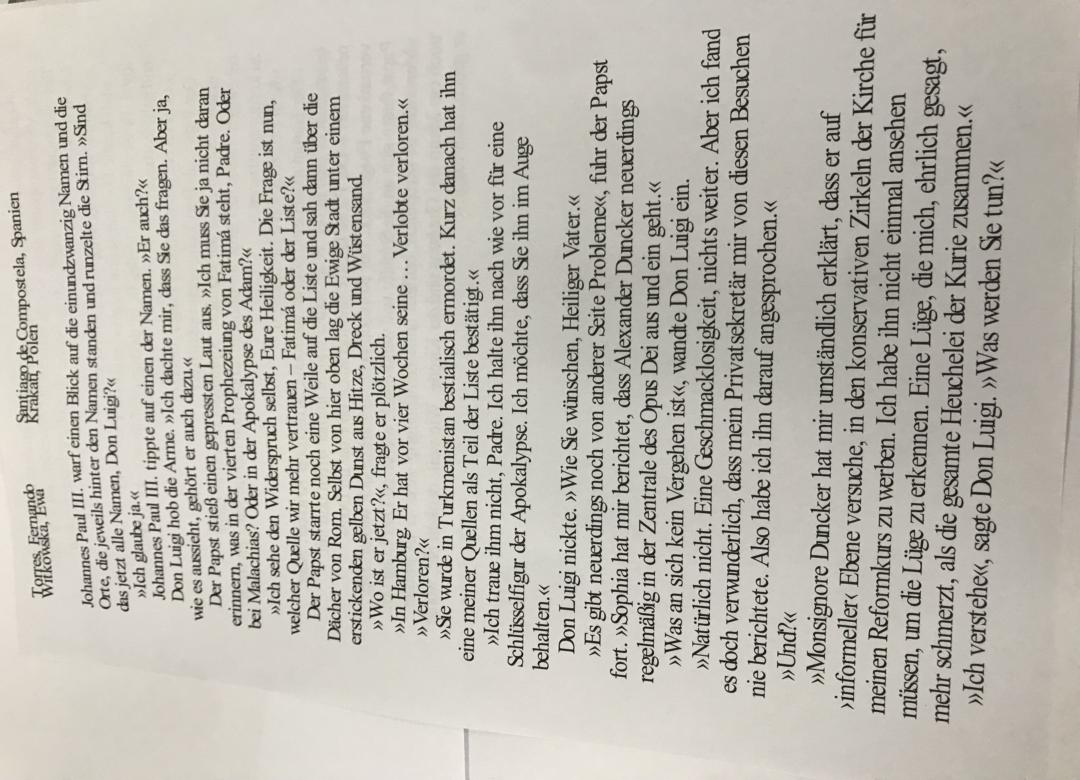 Torres, Fernando Santiago de Compostela, Spanien
Witkowska, Ewa Krakau, Polen
Johannes Paul III. warf einen Blick auf die einundzwanzig Namen und die
Orte, die jeweils hinter den Namen standen und runzelte die Stirn. »Sind
das jetzt alle Namen, Don Luigi?«
»Ich glaube ja.«
Johannes Paul III. tippte auf einen der Namen. »Er auch?«
Don Luigi hob die Arme. »Ich dachte mir, dass Sie das fragen. Aber ja,
wie es aussieht, gehört er auch dazu.«
Der Papst stieß einen gepressten Laut aus. »Ich muss Sie ja nicht daran
erinnern, was in der vierten Prophezeiung von Fatimá steht, Padre. Oder
bei Malachias? Oder in der Apokalypse des Adam?«
»Ich sehe den Widerspruch selbst, Eure Heiligkeit. Die Frage ist nun,
welcher Quelle wir mehr vertrauen – Fatimá oder der Liste?«
Der Papst starrte noch eine Weile auf die Liste und sah dann über die
Dächer von Rom. Selbst von hier oben lag die Ewige Stadt unter einem
erstickenden gelben Dunst aus Hitze, Dreck und Wüstensand.
»Wo ist er jetzt?«, fragte er plötzlich.
»In Hamburg. Er hat vor vier Wochen seine … Verlobte verloren.«
»Verloren?«
»Sie wurde in Turkmenistan bestialisch ermordet. Kurz danach hat ihn
eine meiner Quellen als Teil der Liste bestätigt.«
»Ich traue ihm nicht, Padre. Ich halte ihn nach wie vor für eine
Schlüsselfigur der Apokalypse. Ich möchte, dass Sie ihn im Auge
behalten.«
Don Luigi nickte. »Wie Sie wünschen, Heiliger Vater.«
»Es gibt neuerdings noch von anderer Seite Probleme«, fuhr der Papst
fort. »Sophia hat mir berichtet, dass Alexander Duncker neuerdings
regelmäßig in der Zentrale des Opus Dei aus und ein geht.«
»Was an sich kein Vergehen ist«, wandte Don Luigi ein.
»Natürlich nicht. Eine Geschmacklosigkeit, nichts weiter. Aber ich fand
es doch verwunderlich, dass mein Privatsekretär mir von diesen Besuchen
nie berichtete. Also habe ich ihn darauf angesprochen.«
»Und?«
»Monsignore Duncker hat mir umständlich erklärt, dass er auf
›informeller‹ Ebene versuche, in den konservativen Zirkeln der Kirche für
meinen Reformkurs zu werben. Ich habe ihn nicht einmal ansehen
müssen, um die Lüge zu erkennen. Eine Lüge, die mich, ehrlich gesagt,
mehr schmerzt, als die gesamte Heuchelei der Kurie zusammen.«
»Ich verstehe«, sagte Don Luigi. »Was werden Sie tun?«